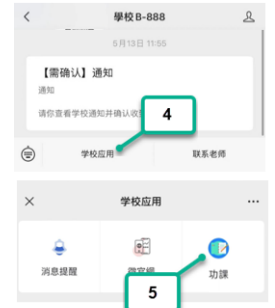 學校B-888
5月13日 11:55
【需确认】通知
通知
请你查看学校通知并确认收
4
学校应用
联系老师
学校应用
消息提醒
功課
5